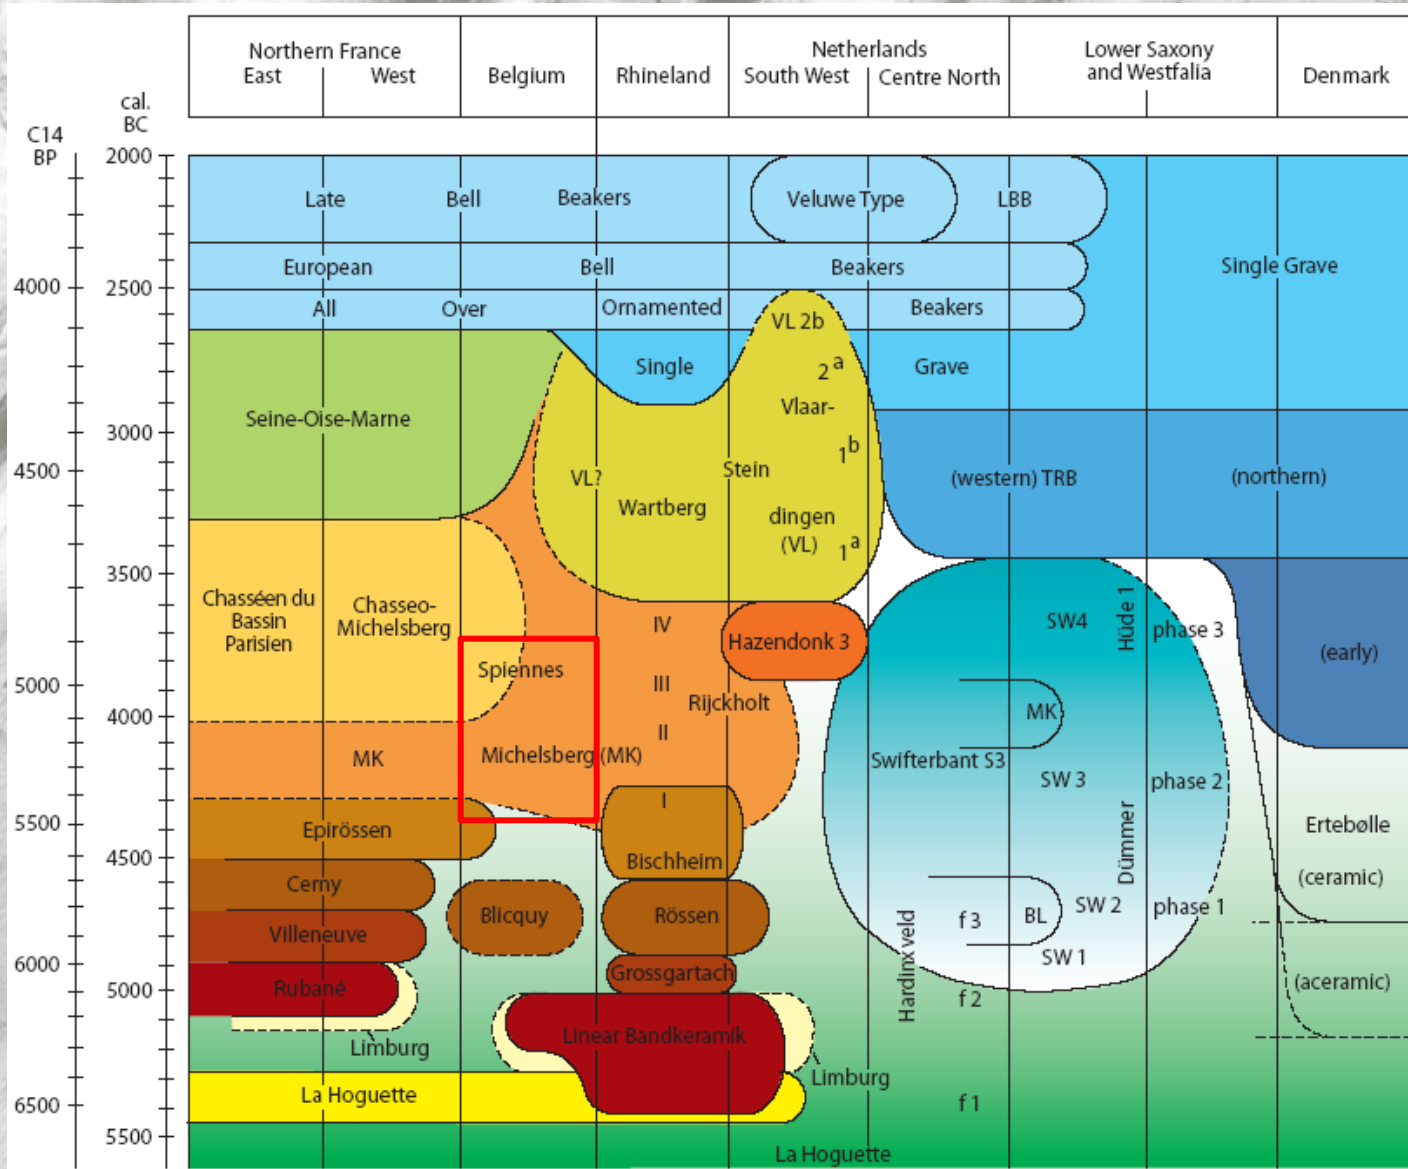 Northern France
East
West
Belgium
Rhineland
Netherlands
South West
Centre North
Lower Saxony
and Westfalia
Denmark
cal.
BC
C14
BP
2000
2500
3000
3500
4000
4500
5000
5500
4000
4500
5000
5500
6000
6500
Late Bell Beakers
Veluwe Type
LBB
European Bell Beakers
Single Grave
All Over Ornamented Beakers
VL 2b
Single
2a
Grave
Seine-Oise-Marne
Vlaar-
1b
VL?
Stein
(western) TRB
(northern)
Wartberg
dingen
(VL)
1a
Chasséen du
Bassin
Parisien
Chasseo-
Michelsberg
IV
Hazendonk 3
SW4
Hüde 1
phase 3
(early)
Spiennes
III
Rijckholt
MK
II
MK
Michelsberg (MK)
Swifterbant S3
SW 3
phase 2
I
Epirössen
Dümmer
Ertebølle
Bischheim
Cerny
(ceramic)
Blicquy
Rössen
Hardinx veld
f 3
BL
SW 2
phase 1
Villeneuve
SW 1
Grossgartach
Rubané
f 2
(aceramic)
Linear Bandkeramik
Limburg
Limburg
La Hoguette
f 1
La Hoguette